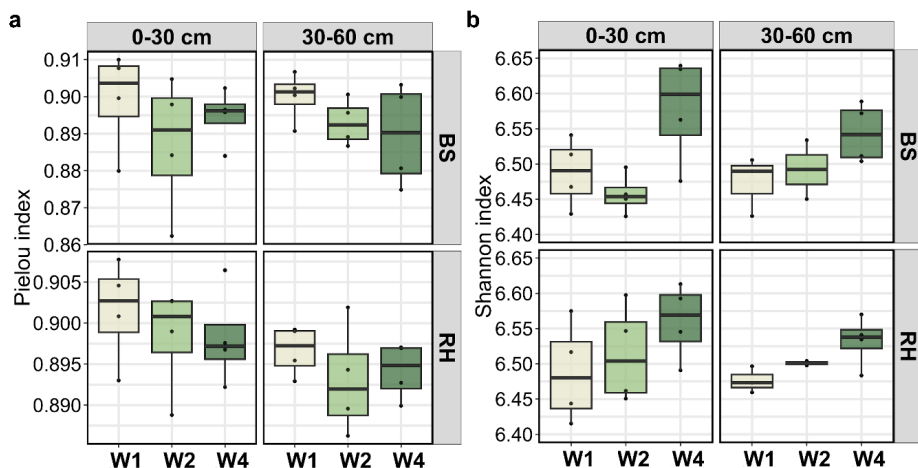 a
0-30 cm
30-60 cm
Pielou index
0.91
0.90
0.89
0.88
0.87
0.86
BS
0.905
0.900
0.895
0.890
RH
W1 W2 W4 W1 W2 W4
b
0-30 cm
30-60 cm
Shannon index
6.65
6.60
6.55
6.50
6.45
6.40
BS
6.65
6.60
6.55
6.50
6.45
6.40
RH
W1 W2 W4 W1 W2 W4